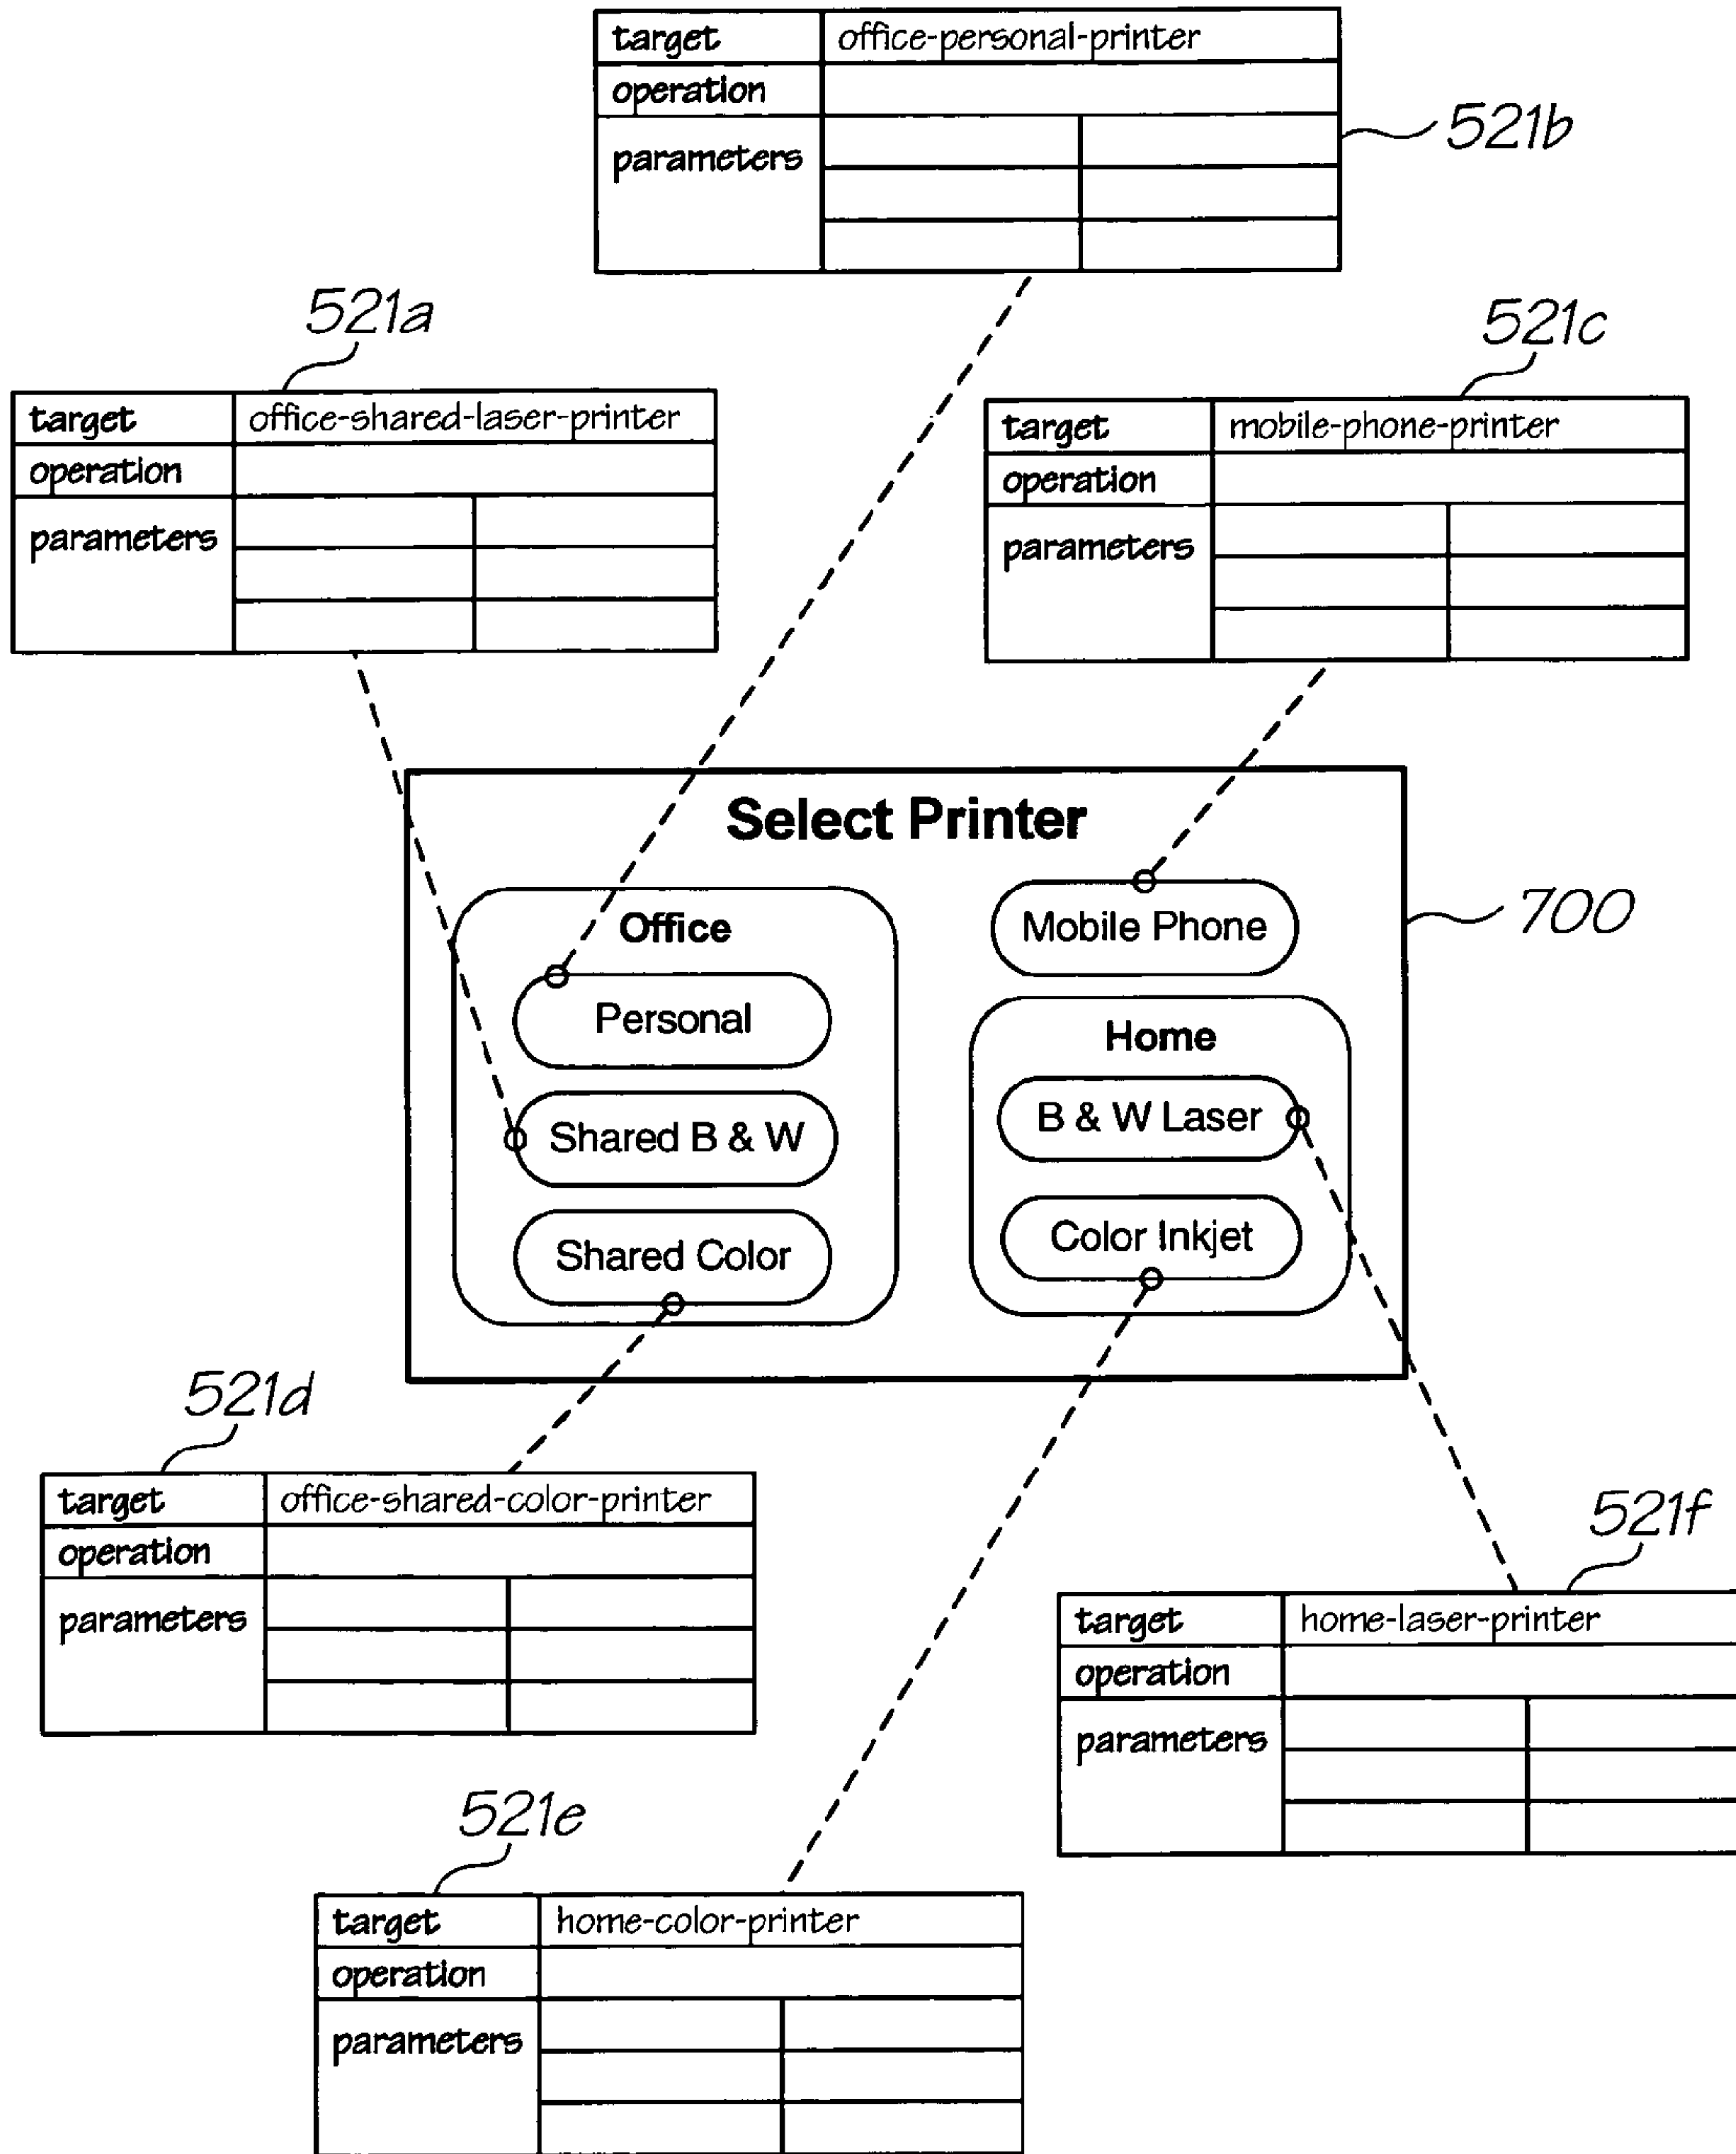 target office-personal-printer
operation
parameters
521b
521a
target office-shared-laser-printer
operation
parameters
521c
target mobile-phone-printer
operation
parameters
Select Printer
700
Office
Personal
Shared B & W
Shared Color
Mobile Phone
Home
B & W Laser
Color Inkjet
521d
target office-shared-color-printer
operation
parameters
521f
target home-laser-printer
operation
parameters
521e
target home-color-printer
operation
parameters